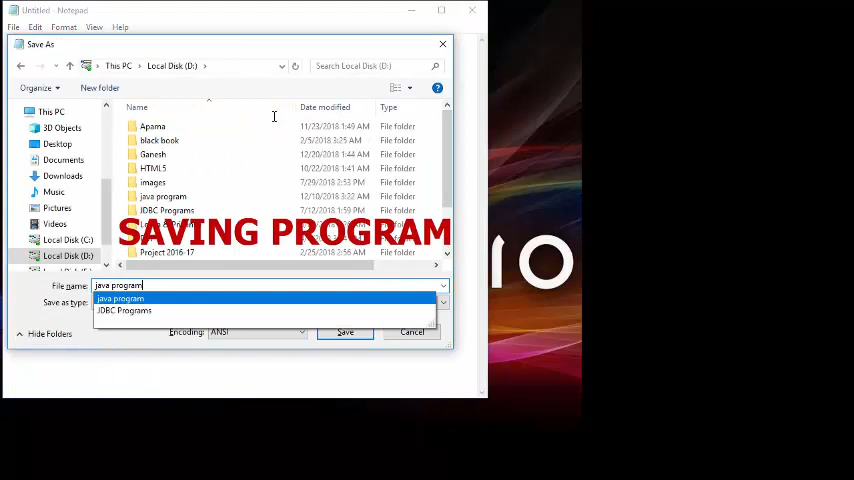 Untitled - Notepad
File Edit Format View Help
Save As
This PC > Local Disk (D:) >
Search Local Disk (D:)
Organize New folder
This PC
3D Objects
Desktop
Documents
Downloads
Music
Pictures
Videos
Local Disk (C:)
Local Disk (D:)
Name Date modified Type
Aparna 11/23/2018 1:49 AM File folder
black book 2/5/2018 3:25 AM File folder
Ganesh 12/20/2018 1:44 AM File folder
HTML5 10/22/2018 1:41 AM File folder
images 7/29/2018 2:53 PM File folder
java program 12/10/2018 3:22 AM File folder
JDBC Programs 7/12/2018 1:59 PM File folder
File folder
File folder
Project 2016-17 2/25/2018 2:56 AM File folder
SAVING PROGRAM
File name: java program
java program
JDBC Programs
Save as type:
Hide Folders
Encoding: ANSI
Save
Cancel